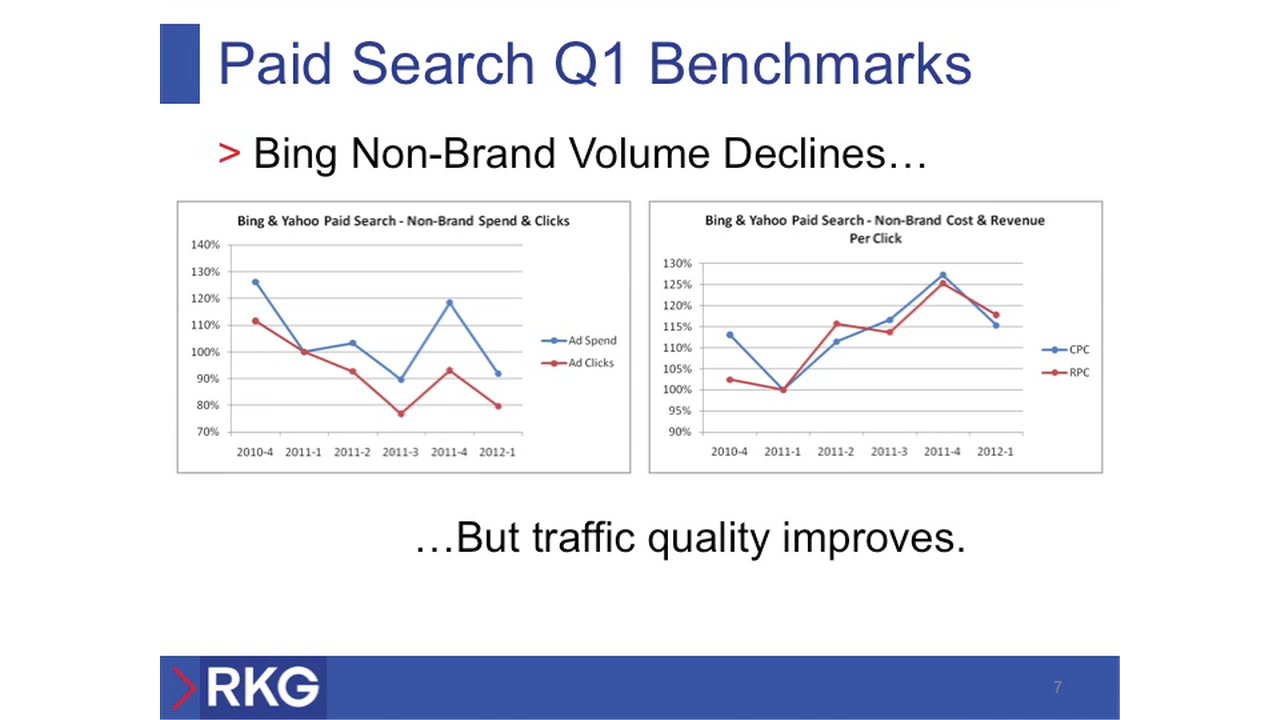 Paid Search Q1 Benchmarks
> Bing Non-Brand Volume Declines…
Bing & Yahoo Paid Search - Non-Brand Spend & Clicks
140%
130%
120%
110%
100%
90%
80%
70%
2010-4 2011-1 2011-2 2011-3 2011-4 2012-1
Ad Spend
Ad Clicks
Bing & Yahoo Paid Search - Non-Brand Cost & Revenue
Per Click
130%
125%
120%
115%
110%
105%
100%
95%
90%
2010-4 2011-1 2011-2 2011-3 2011-4 2012-1
CPC
RPC
…But traffic quality improves.
RKG
7